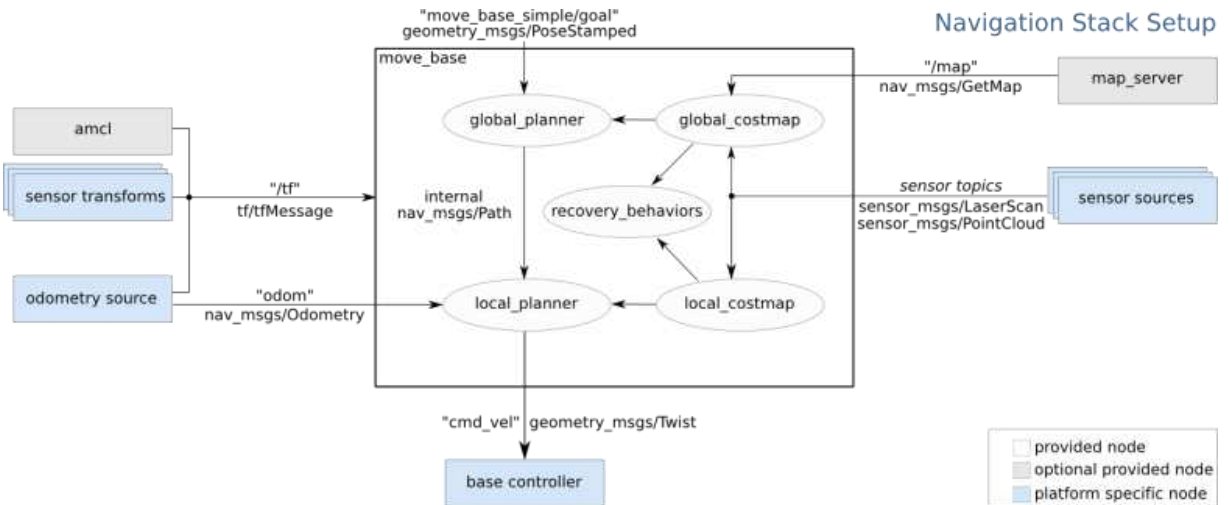 Navigation Stack Setup
"move_base_simple/goal"
geometry_msgs/PoseStamped
move_base
"/map"
nav_msgs/GetMap
map_server
amcl
global_planner
global_costmap
sensor transforms
"/tf"
tf/tfMessage
internal
nav_msgs/Path
recovery_behaviors
sensor topics
sensor_msgs/LaserScan
sensor_msgs/PointCloud
sensor sources
odometry source
"odom"
nav_msgs/Odometry
local_planner
local_costmap
"cmd_vel" geometry_msgs/Twist
base controller
provided node
optional provided node
platform specific node